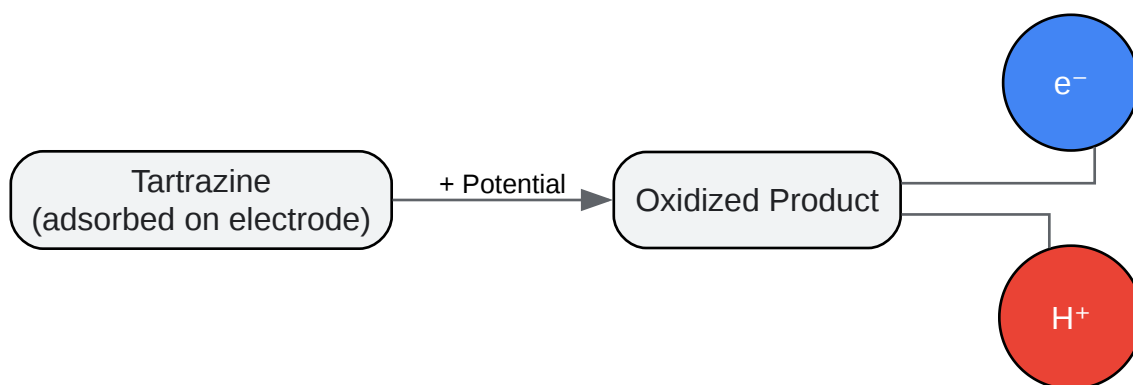 Tartrazine
(adsorbed on electrode)
+ Potential
Oxidized Product
e⁻
H⁺